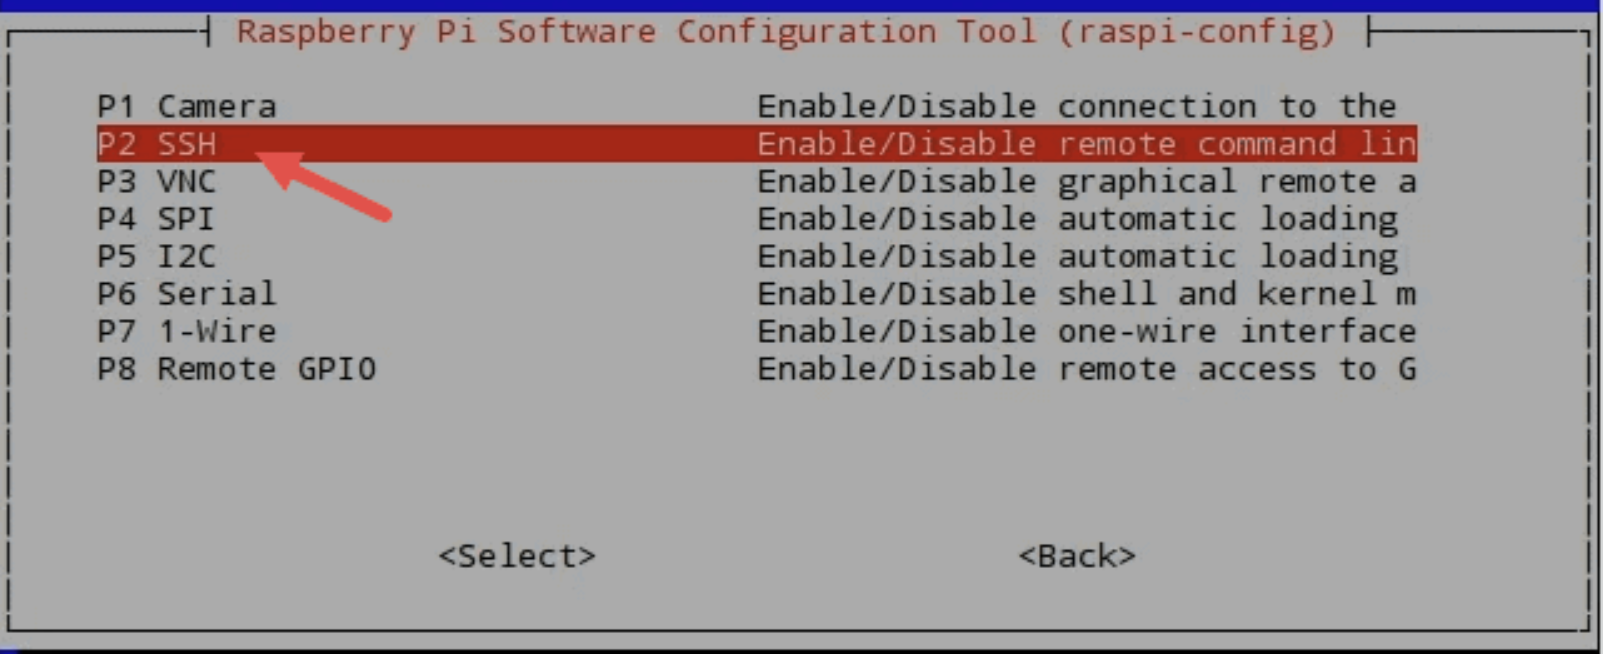 Raspberry Pi Software Configuration Tool (raspi-config)
P1 Camera Enable/Disable connection to the
P2 SSH Enable/Disable remote command lin
P3 VNC Enable/Disable graphical remote a
P4 SPI Enable/Disable automatic loading
P5 I2C Enable/Disable automatic loading
P6 Serial Enable/Disable shell and kernel m
P7 1-Wire Enable/Disable one-wire interface
P8 Remote GPIO Enable/Disable remote access to G
<Select> <Back>